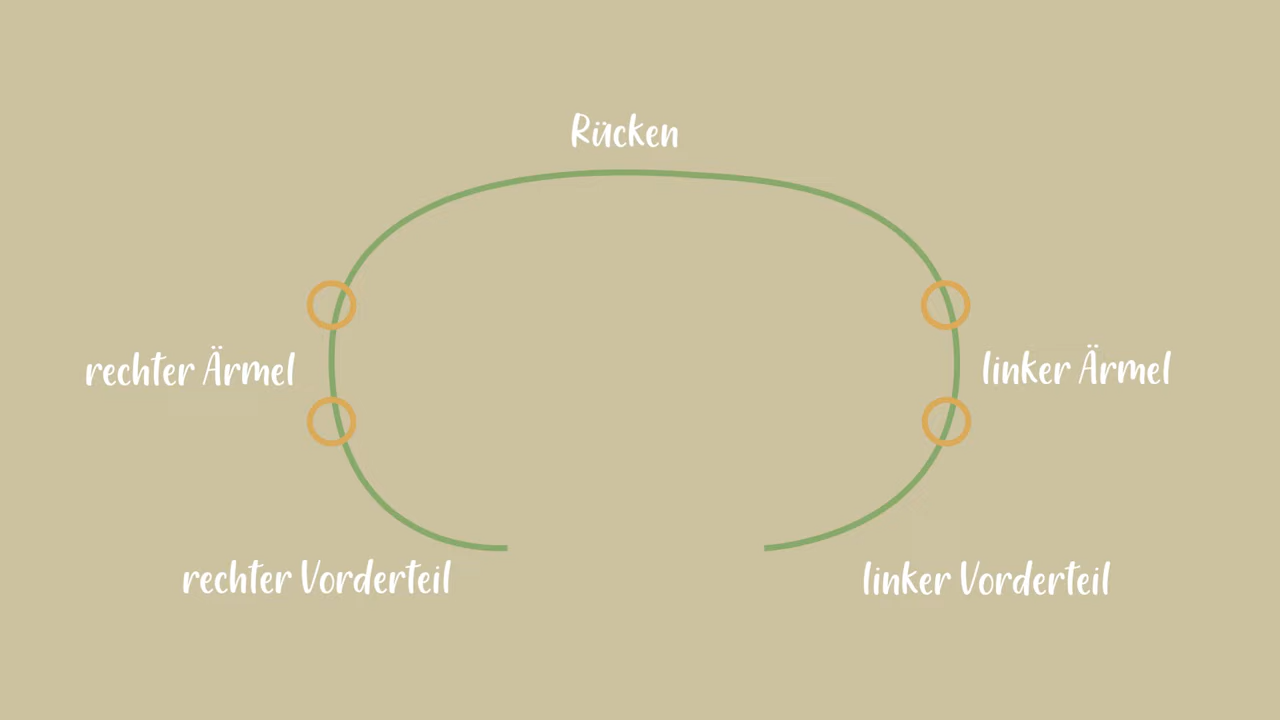 Rücken
rechter Ärmel
linker Ärmel
rechter Vorderteil
linker Vorderteil